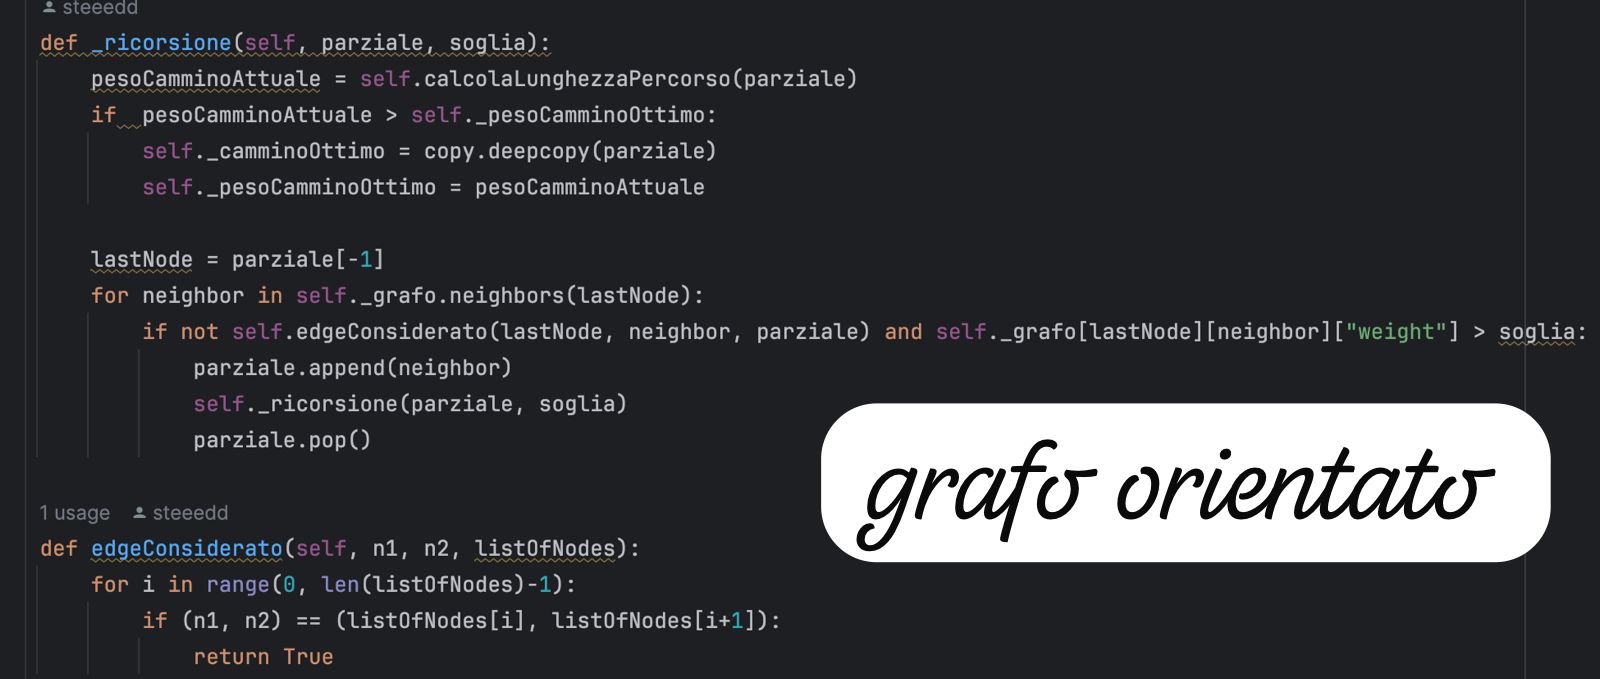 steeedd
def _ricorsione(self, parziale, soglia):
pesoCamminoAttuale = self.calcolaLunghezzaPercorso(parziale)
if  pesoCamminoAttuale > self._pesoCamminoOttimo:
self._camminoOttimo = copy.deepcopy(parziale)
self._pesoCamminoOttimo = pesoCamminoAttuale
lastNode = parziale[-1]
for neighbor in self._grafo.neighbors(lastNode):
if not self.edgeConsiderato(lastNode, neighbor, parziale) and self._grafo[lastNode][neighbor]["weight"] > soglia:
parziale.append(neighbor)
self._ricorsione(parziale, soglia)
parziale.pop()
grafo orientato
1 usage steeedd
def edgeConsiderato(self, n1, n2, listOfNodes):
for i in range(0, len(listOfNodes)-1):
if (n1, n2) == (listOfNodes[i], listOfNodes[i+1]):
return True